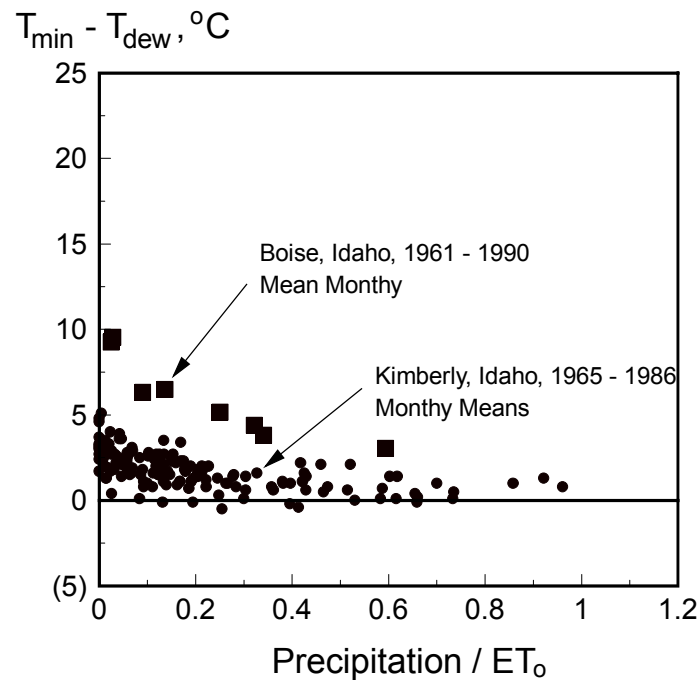 Tmin - Tdew, °C
25
20
15
Boise, Idaho, 1961 - 1990
Mean Monthy
10
Kimberly, Idaho, 1965 - 1986
Monthy Means
5
0
(5)
0 0.2 0.4 0.6 0.8 1 1.2
Precipitation / ETo